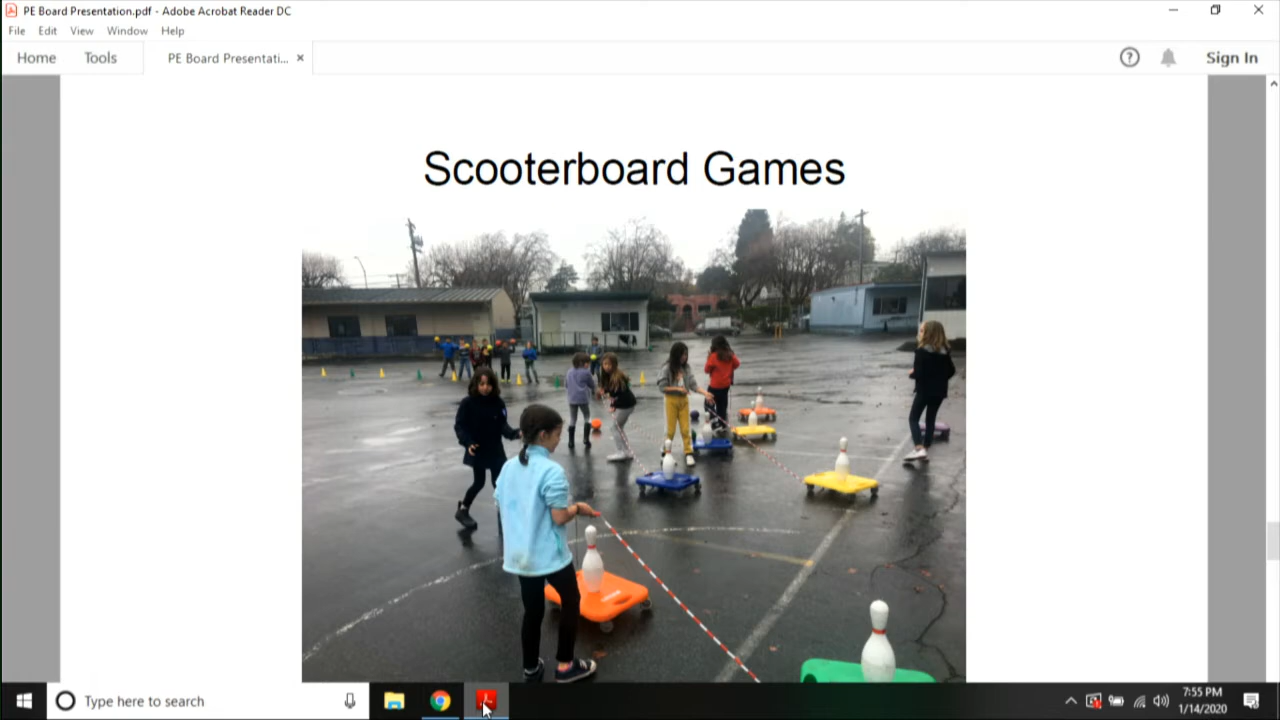 PE Board Presentation.pdf - Adobe Acrobat Reader DC
File Edit View Window Help
Home Tools PE Board Presentati... × Sign In
Scooterboard Games
Type here to search
7:55 PM
1/14/2020